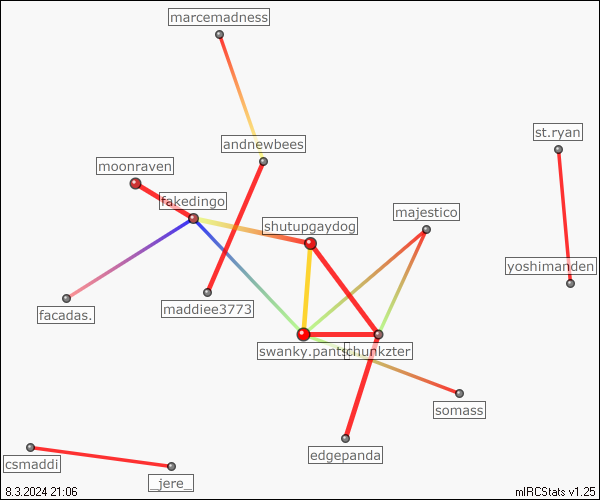 marcemadness
st.ryan
andnewbees
moonraven
fakedingo
majestico
shutupgaydog
yoshimanden
facadas.
maddiee3773
swanky.pants
chunkzter
somass
edgepanda
csmaddi
_jere_
8.3.2024 21:06
mIRCStats v1.25